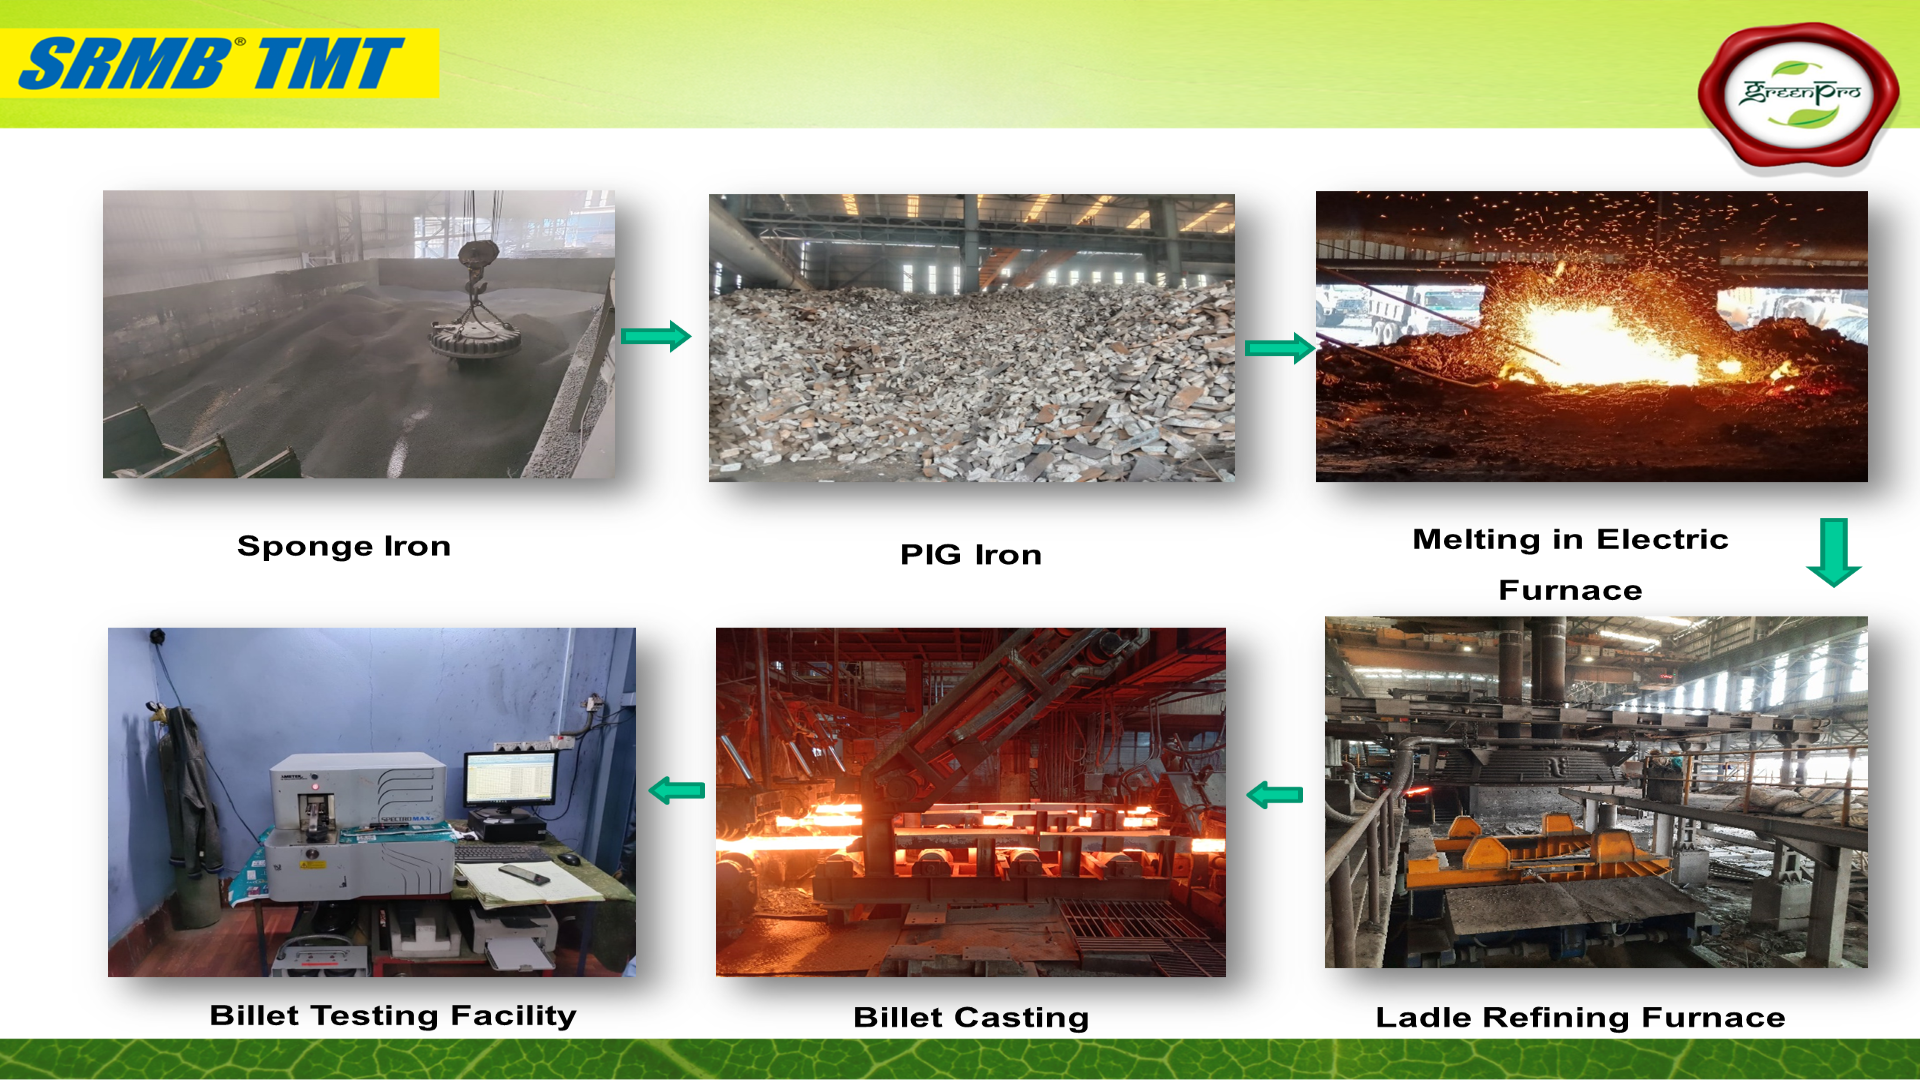 SRMB® TMT
GreenPro
Sponge Iron
PIG Iron
Melting in Electric
Furnace
SPECTROMAXx
Billet Testing Facility
Billet Casting
Ladle Refining Furnace